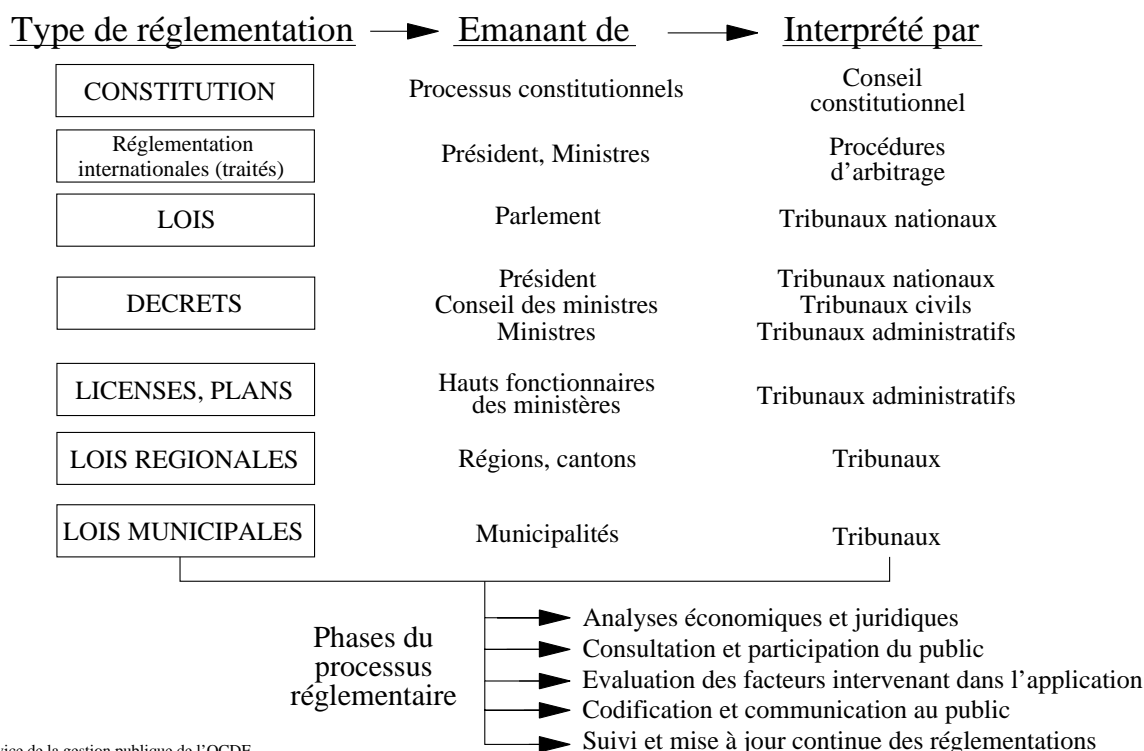 Type de réglementation Emanant de Interprété par
CONSTITUTION Processus constitutionnels Conseil
constitutionnel
Réglementation
internationales (traités) Président, Ministres Procédures
d'arbitrage
LOIS Parlement Tribunaux nationaux
DECRETS Président
Conseil des ministres
Ministres
Tribunaux nationaux
Tribunaux civils
Tribunaux administratifs
LICENSES, PLANS Hauts fonctionnaires
des ministères
Tribunaux administratifs
LOIS REGIONALES Régions, cantons Tribunaux
LOIS MUNICIPALES Municipalités Tribunaux
Phases du
processus
réglementaire
Analyses économiques et juridiques
Consultation et participation du public
Evaluation des facteurs intervenant dans l'application
Codification et communication au public
Suivi et mise à jour continue des réglementations
de la gestion publique de l'OCDE